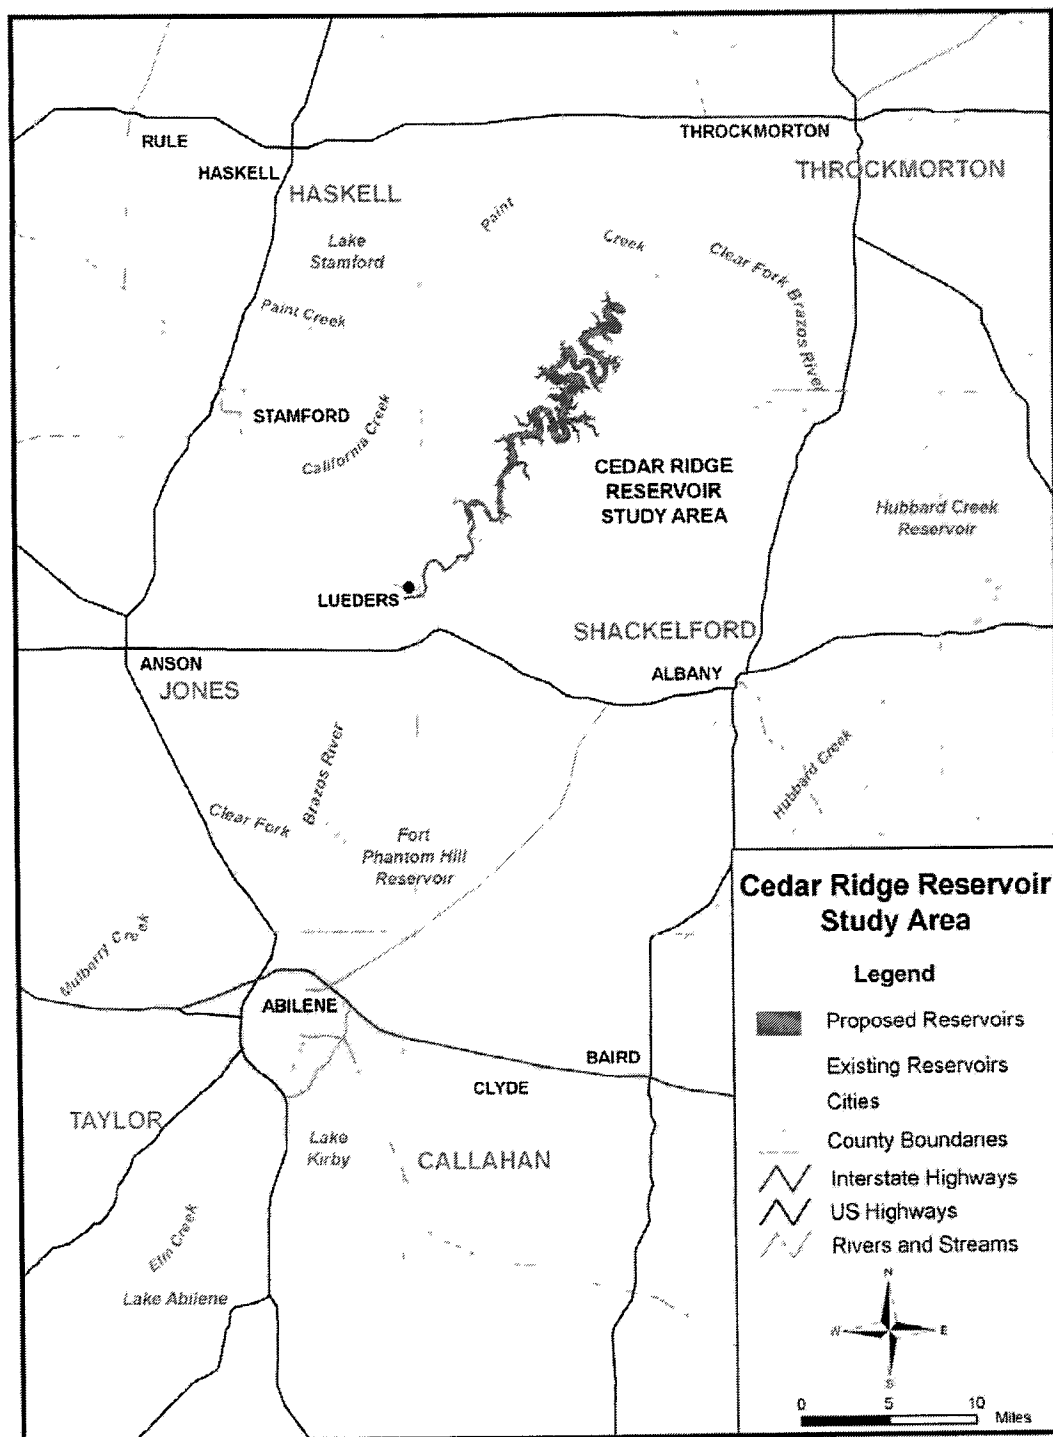 RULE
THROCKMORTON
HASKELL
HASKELL
THROCKMORTON
Paint
Creek
Lake
Stamford
Clear Fork Brazos River
Paint Creek
STAMFORD
California Creek
CEDAR RIDGE
RESERVOIR
STUDY AREA
Hubbard Creek
Reservoir
LUEDERS
SHACKELFORD
ANSON
JONES
ALBANY
Brazos River
Clear Fork
Hubbard Creek
Fort
Phantom Hill
Reservoir
Mulberry Creek
ABILENE
BAIRD
CLYDE
TAYLOR
Lake
Kirby
CALLAHAN
Elm Creek
Lake Abilene
Cedar Ridge Reservoir
Study Area
Legend
Proposed Reservoirs
Existing Reservoirs
Cities
County Boundaries
Interstate Highways
US Highways
Rivers and Streams
N
W
E
S
0 5 10
Miles